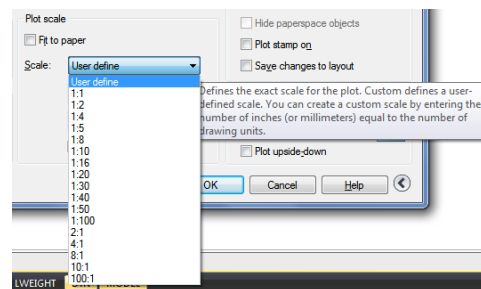 Plot scale
Fit to paper
Scale:
User define
User define
1:1
1:2
1:4
1:5
1:8
1:10
1:16
1:20
1:30
1:40
1:50
1:100
2:1
4:1
8:1
10:1
100:1
Hide paperspace objects
Plot stamp on
Save changes to layout
Defines the exact scale for the plot. Custom defines a user-
defined scale. You can create a custom scale by entering the
number of inches (or millimeters) equal to the number of
drawing units.
Plot upside-down
OK
Cancel
Help
LWEIGHT
MODEL